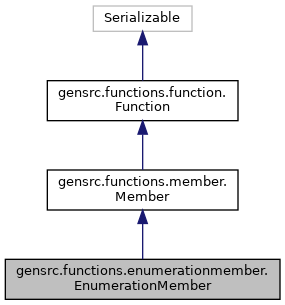 Serializable
gensrc.functions.function.
Function
gensrc.functions.member.
Member
gensrc.functions.enumerationmember.
EnumerationMember